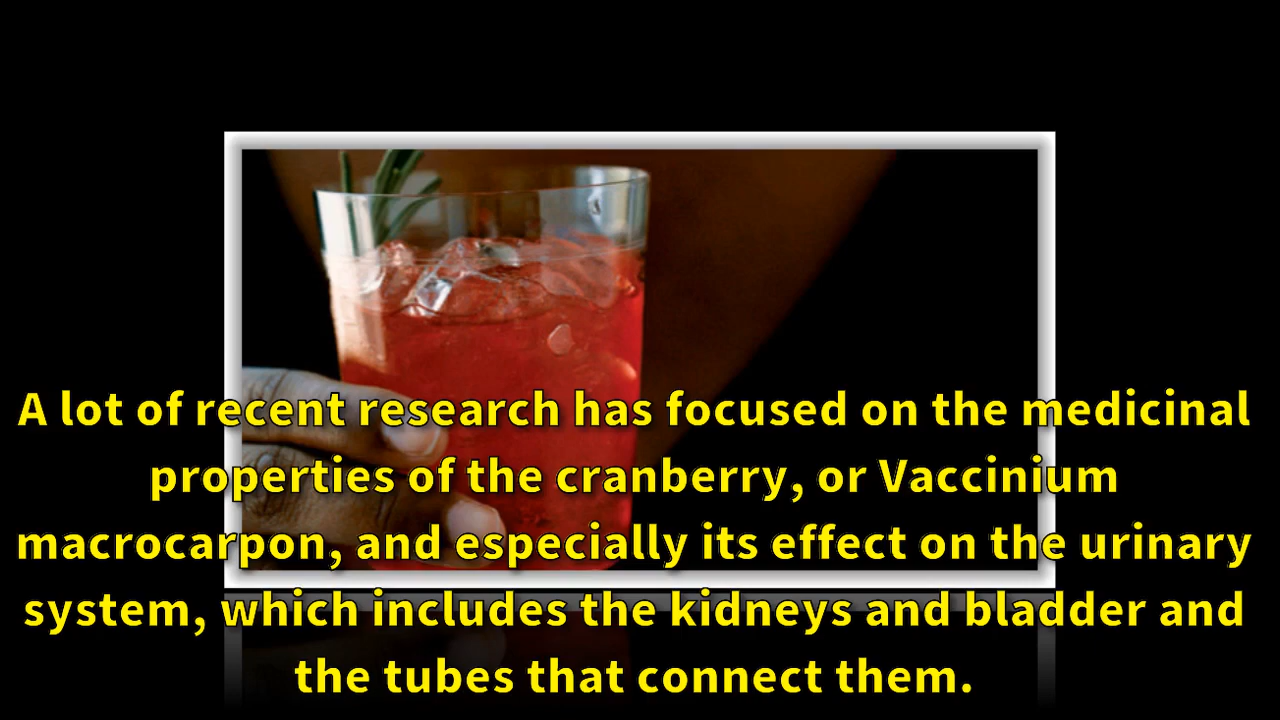 A lot of recent research has focused on the medicinal
properties of the cranberry, or Vaccinium
macrocarpon, and especially its effect on the urinary
system, which includes the kidneys and bladder and
the tubes that connect them.